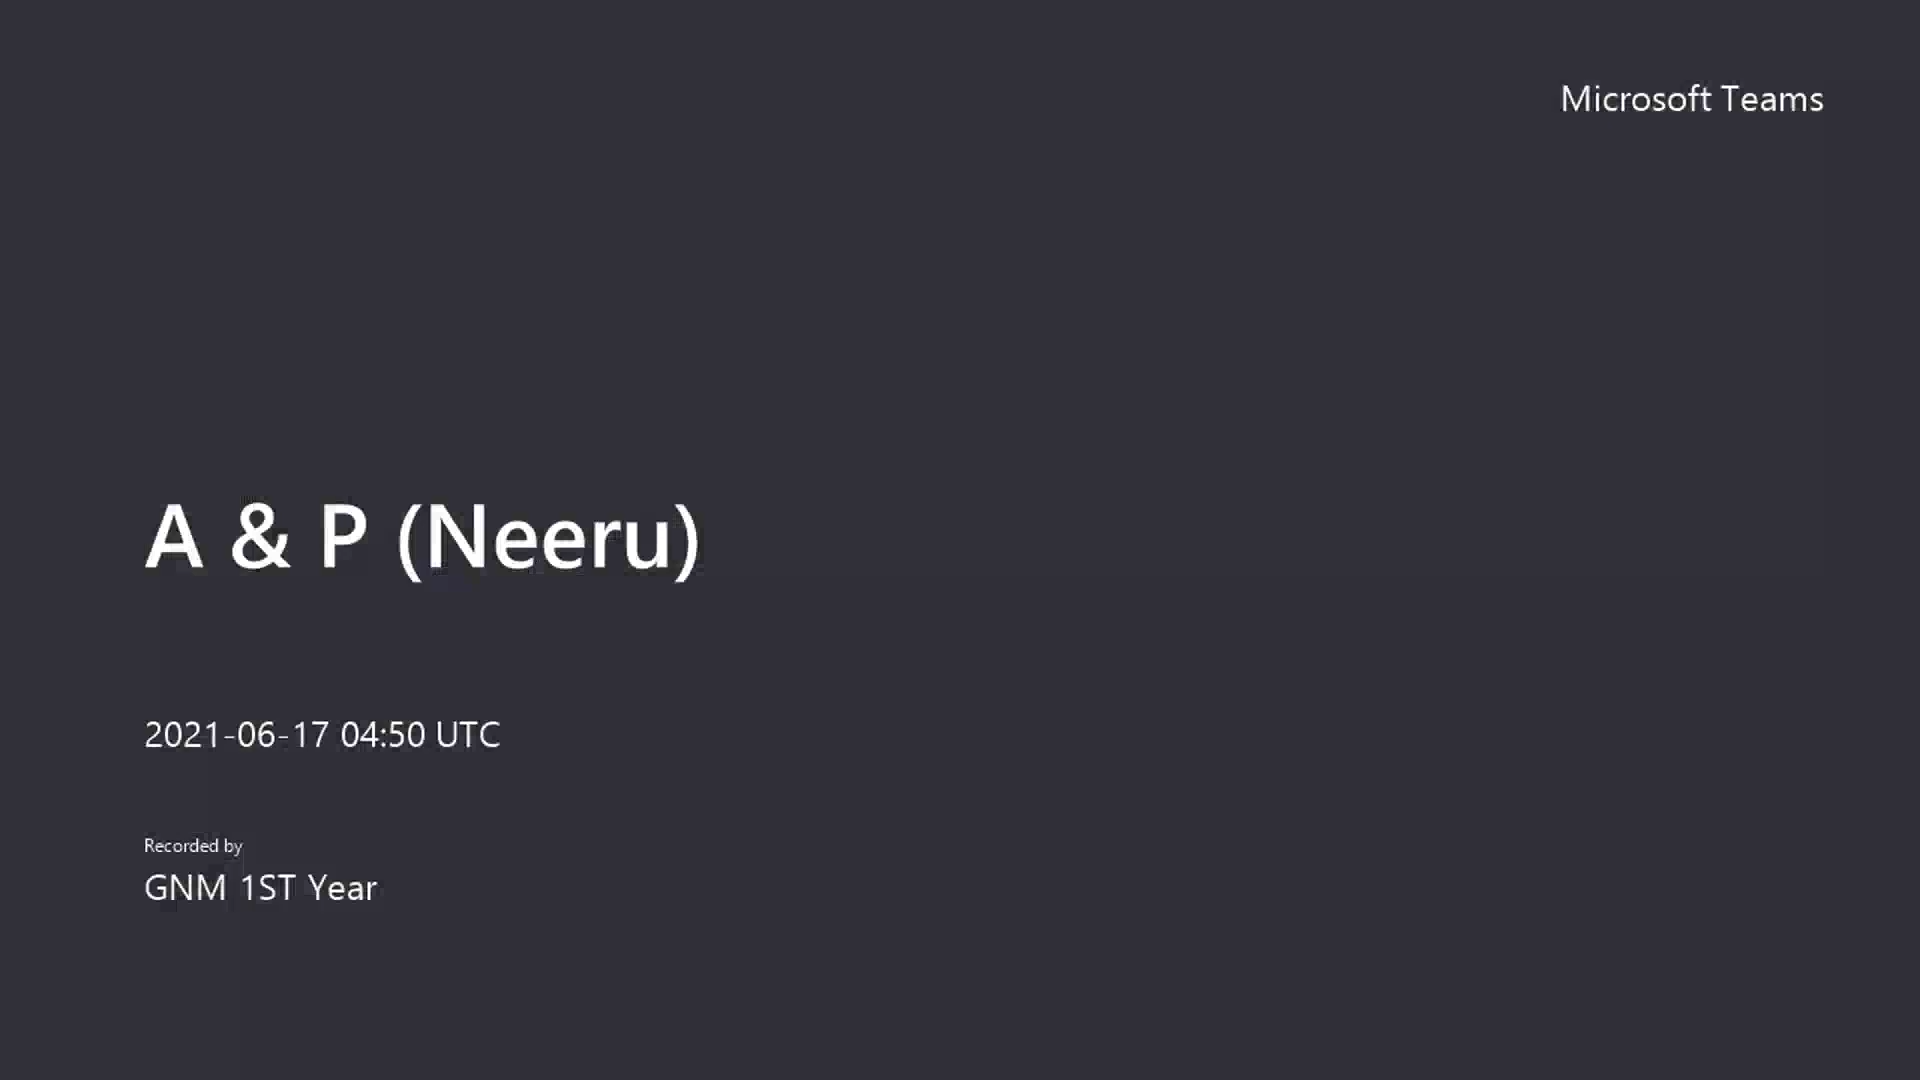 Microsoft Teams
A & P (Neeru)
2021-06-17 04:50 UTC
Recorded by
GNM 1ST Year